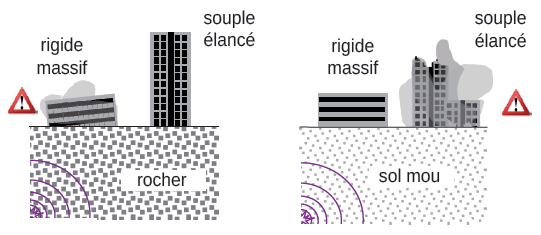 souple
élancé
rigide
massif
rocher
souple
élancé
rigide
massif
sol mou